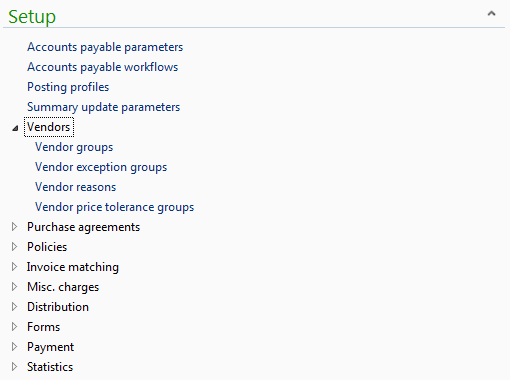 Setup
Accounts payable parameters
Accounts payable workflows
Posting profiles
Summary update parameters
Vendors
Vendor groups
Vendor exception groups
Vendor reasons
Vendor price tolerance groups
Purchase agreements
Policies
Invoice matching
Misc. charges
Distribution
Forms
Payment
Statistics